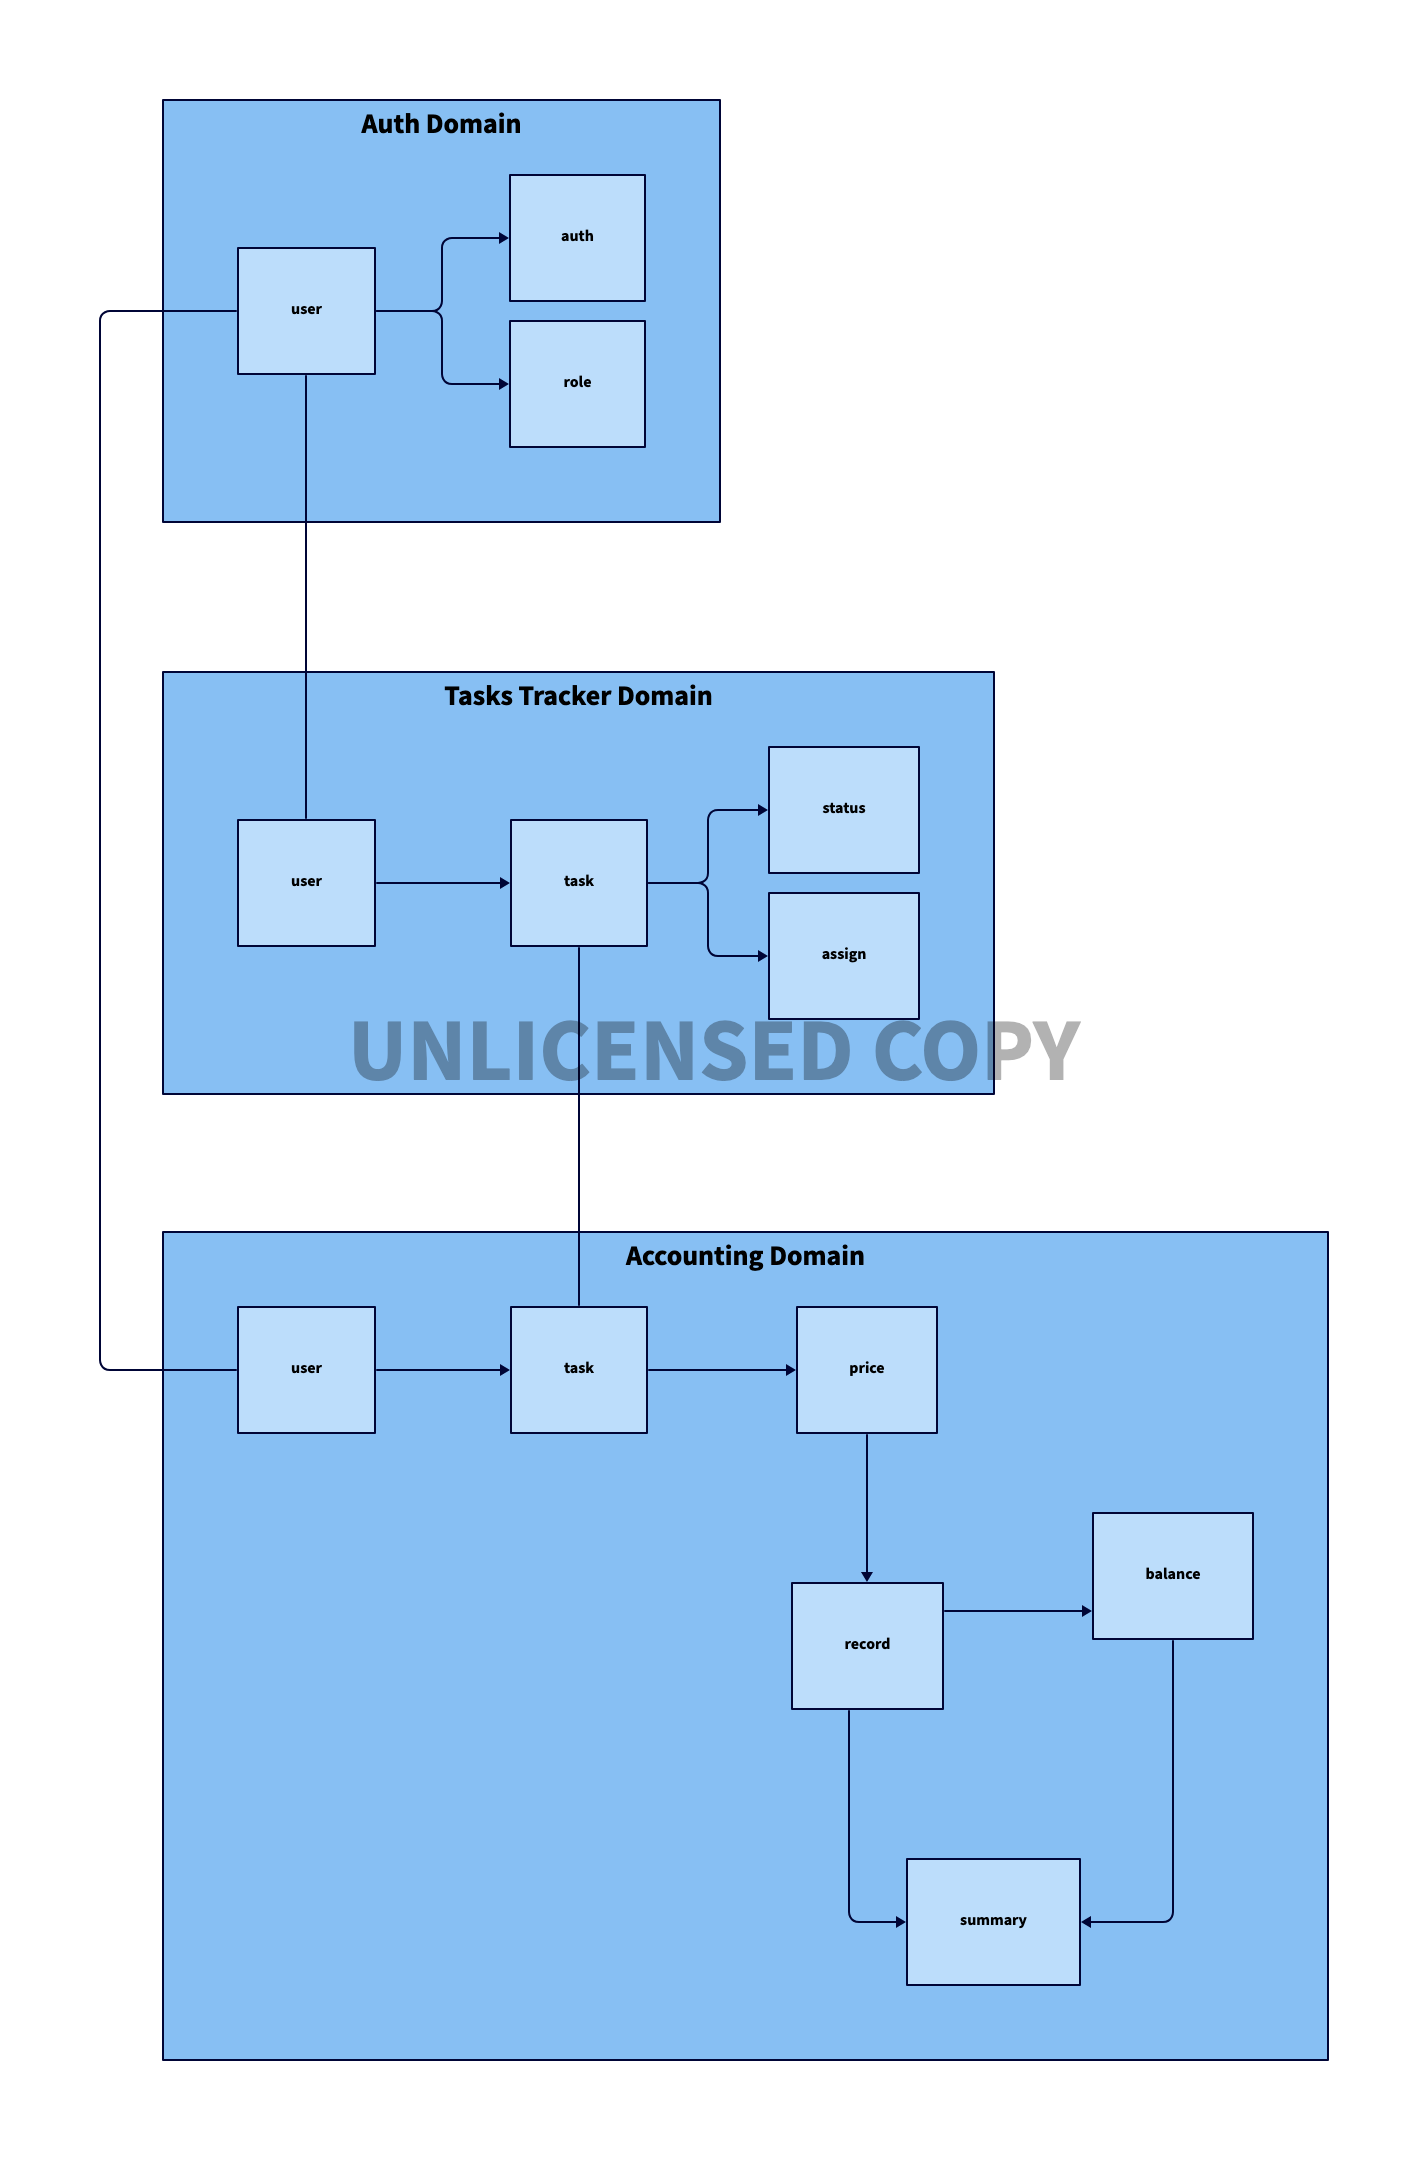 Auth Domain
auth
user
role
Tasks Tracker Domain
status
user
task
assign
UNLICENSED COPY
Accounting Domain
user
task
price
balance
record
summary